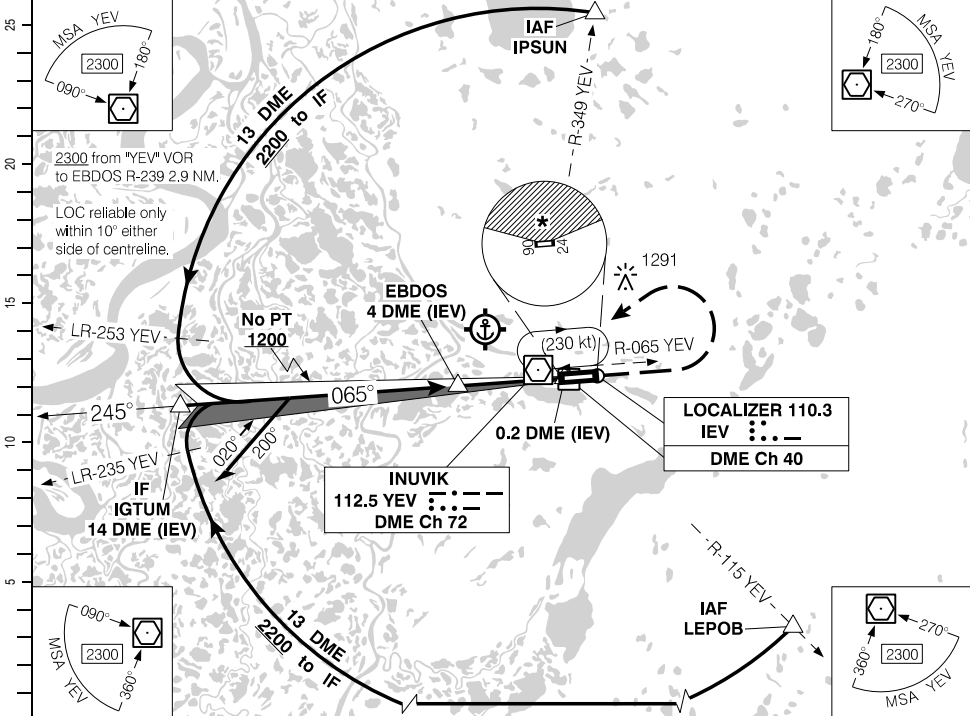 25
20
15
10
5
MSA YEV
2300
090°
180°
IAF
IPSUN
MSA YEV
180°
2300
270°
13 DME
2200 to IF
R-349 YEV
2300 from "YEV" VOR
to EBDOS R-239 2.9 NM.
LOC reliable only
within 10° either
side of centreline.
*
06
24
1291
EBDOS
4 DME (IEV)
LR-253 YEV
No PT
1200
(230 kt)
R-065 YEV
245°
065°
0.2 DME (IEV)
LOCALIZER 110.3
IEV
DME Ch 40
020°
200°
LR-235 YEV
IF
IGTUM
14 DME (IEV)
INUVIK
112.5 YEV
DME Ch 72
R-115 YEV
IAF
LEPOB
13 DME
2200 to IF
090°
2300
360°
MSA YEV
270°
2300
360°
MSA YEV